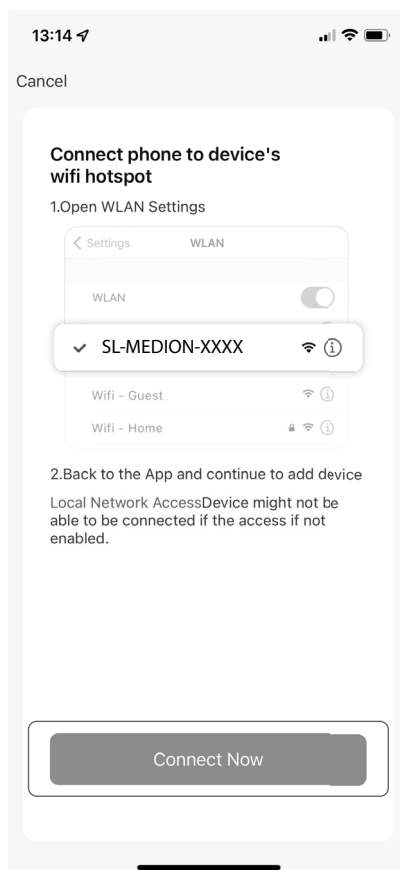 13:14
Cancel
Connect phone to device's
wifi hotspot
1.Open WLAN Settings
Settings WLAN
WLAN
SL-MEDION-XXXX
Wifi - Guest
Wifi - Home
2.Back to the App and continue to add device
Local Network AccessDevice might not be
able to be connected if the access if not
enabled.
Connect Now